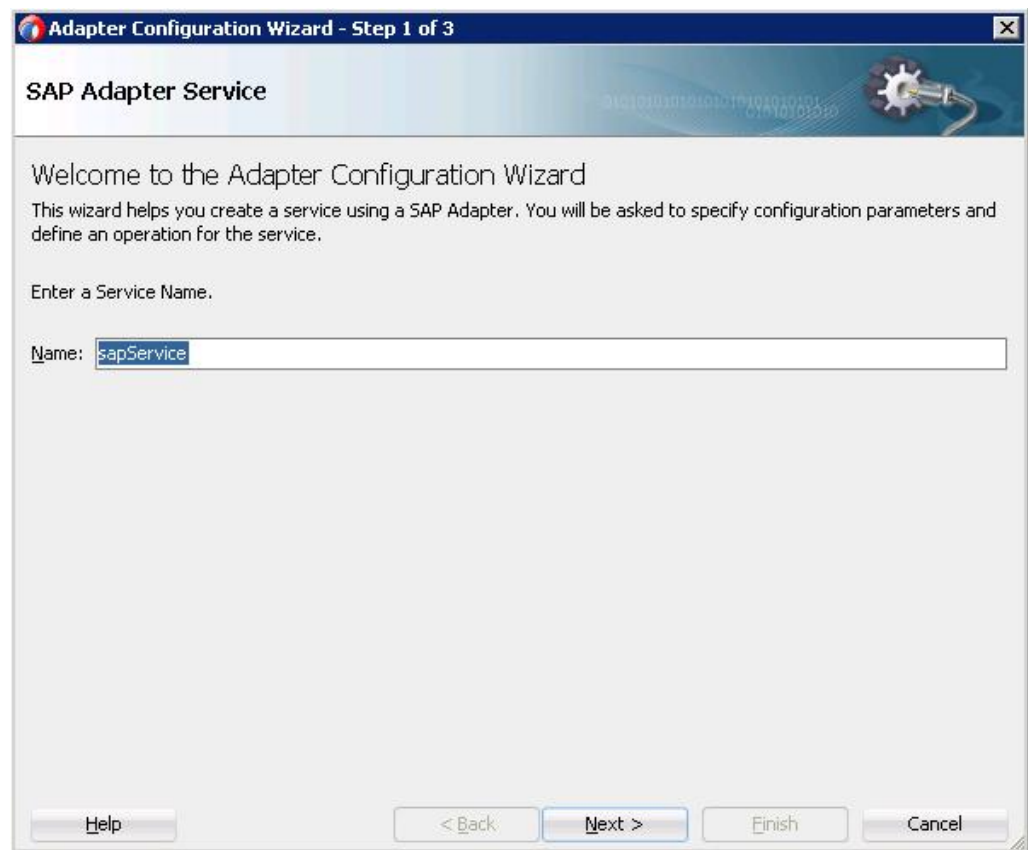 Adapter Configuration Wizard - Step 1 of 3
SAP Adapter Service
Welcome to the Adapter Configuration Wizard
This wizard helps you create a service using a SAP Adapter. You will be asked to specify configuration parameters and
define an operation for the service.
Enter a Service Name.
Name: sapService
Help
< Back
Next >
Finish
Cancel